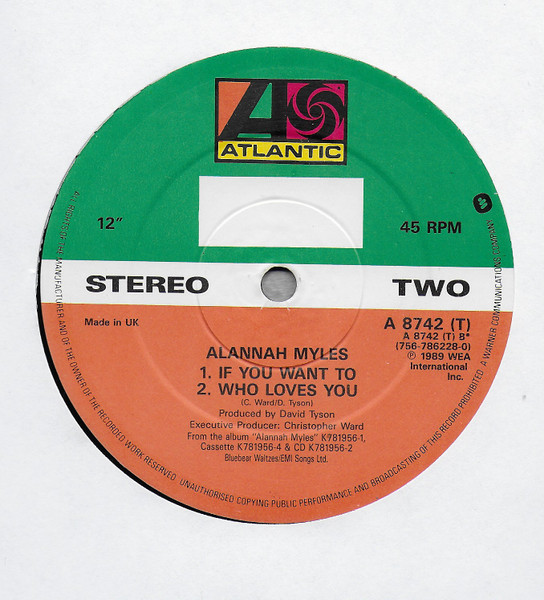 ATLANTIC
12"
45 RPM
STEREO
TWO
Made in UK
A 8742 (T)
A 8742 (T) B*
(756-786228-0)
℗ 1989 WEA
International
Inc.
ALANNAH MYLES
1. IF YOU WANT TO
2. WHO LOVES YOU
(C. Ward/D. Tyson)
Produced by David Tyson
Executive Producer: Christopher Ward
From the album "Alannah Myles" K781956-1,
Cassette K781956-4 & CD K781956-2
Bluebear Waltzes/EMI Songs Ltd.
ALL RIGHTS OF THE MANUFACTURER AND OF THE OWNER OF THE RECORDED WORK RESERVED. UNAUTHORISED COPYING PUBLIC PERFORMANCE AND BROADCASTING OF THIS RECORD PROHIBITED. A WARNER COMMUNICATIONS COMPANY